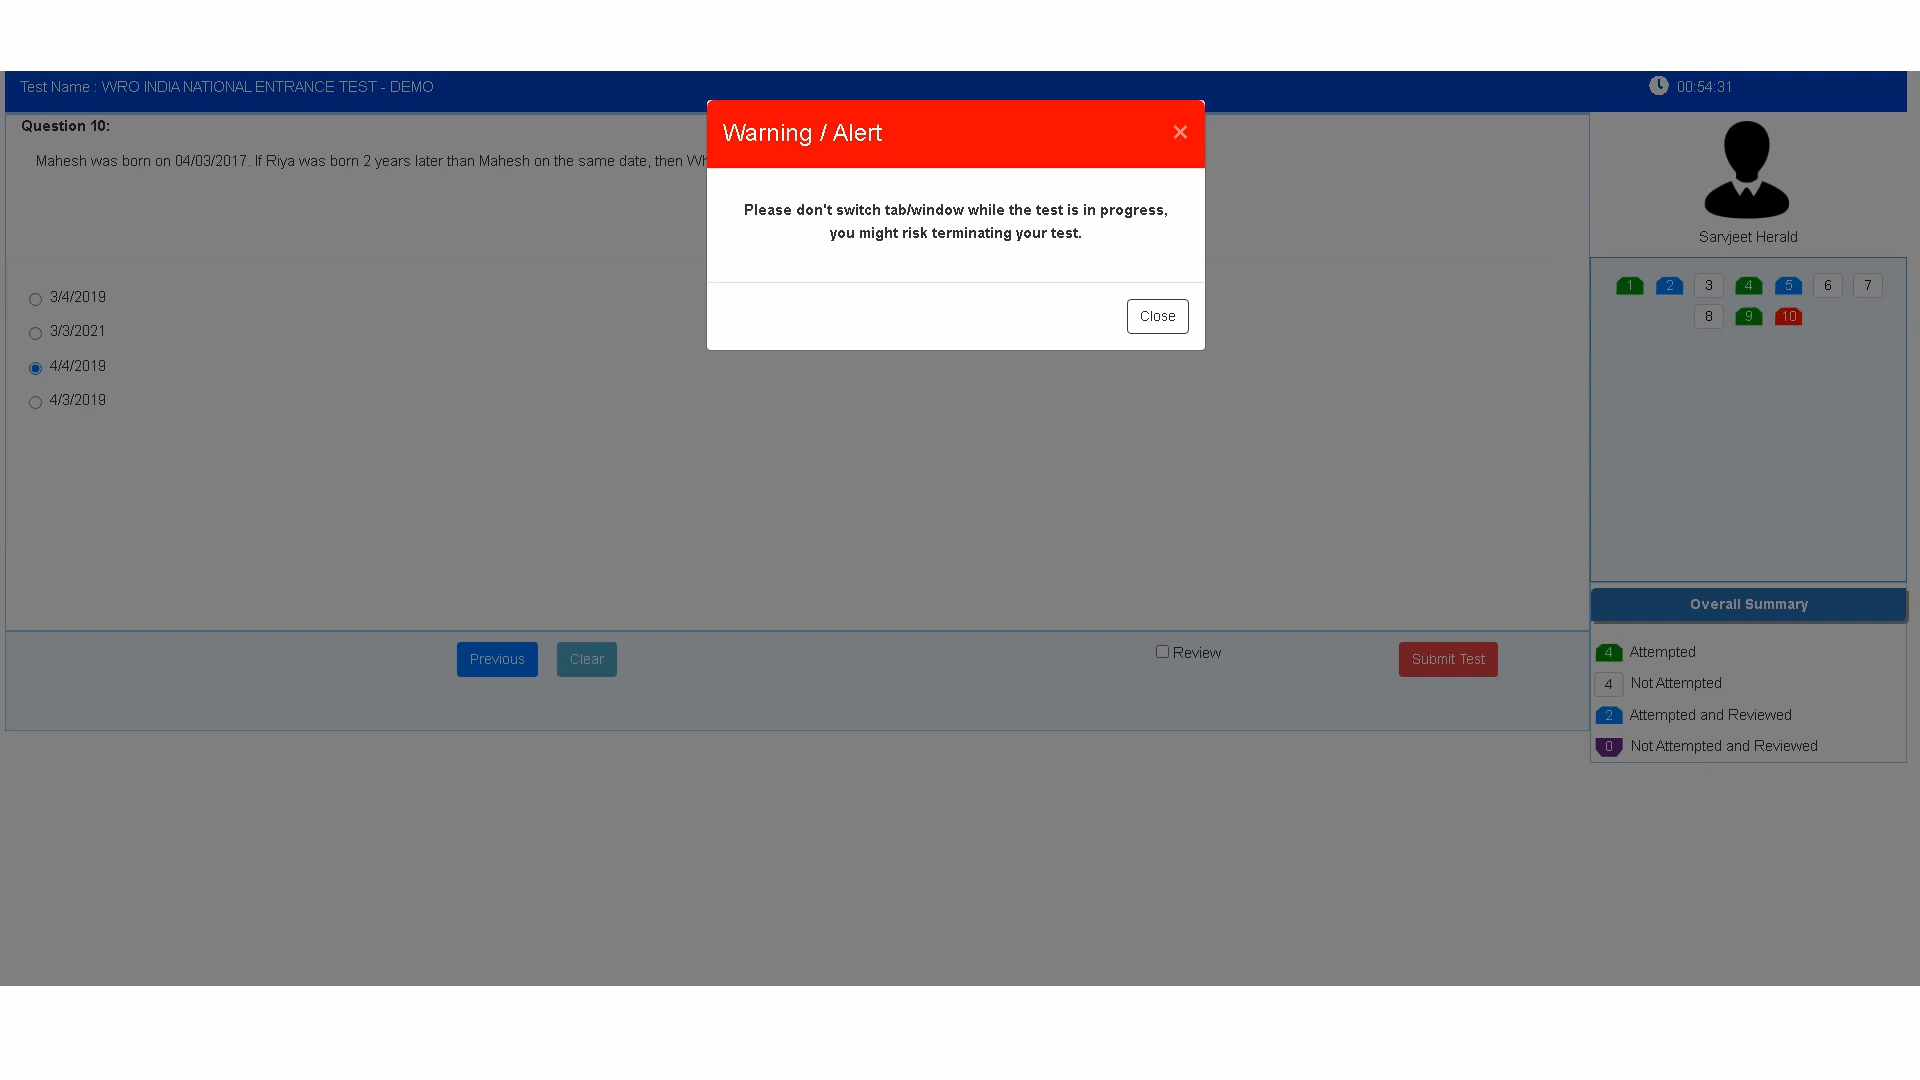 Test Name : WRO INDIA NATIONAL ENTRANCE TEST - DEMO
00:54:31
Warning / Alert
×
Question 10:
Mahesh was born on 04/03/2017. If Riya was born 2 years later than Mahesh on the same date, then
Please don't switch tab/window while the test is in progress,
you might risk terminating your test.
Close
Sarvjeet Herald
1 2 3 4 5 6 7
8 9 10
3/4/2019
3/3/2021
4/4/2019
4/3/2019
Previous
Clear
Review
Submit Test
Overall Summary
4 Attempted
4 Not Attempted
2 Attempted and Reviewed
0 Not Attempted and Reviewed